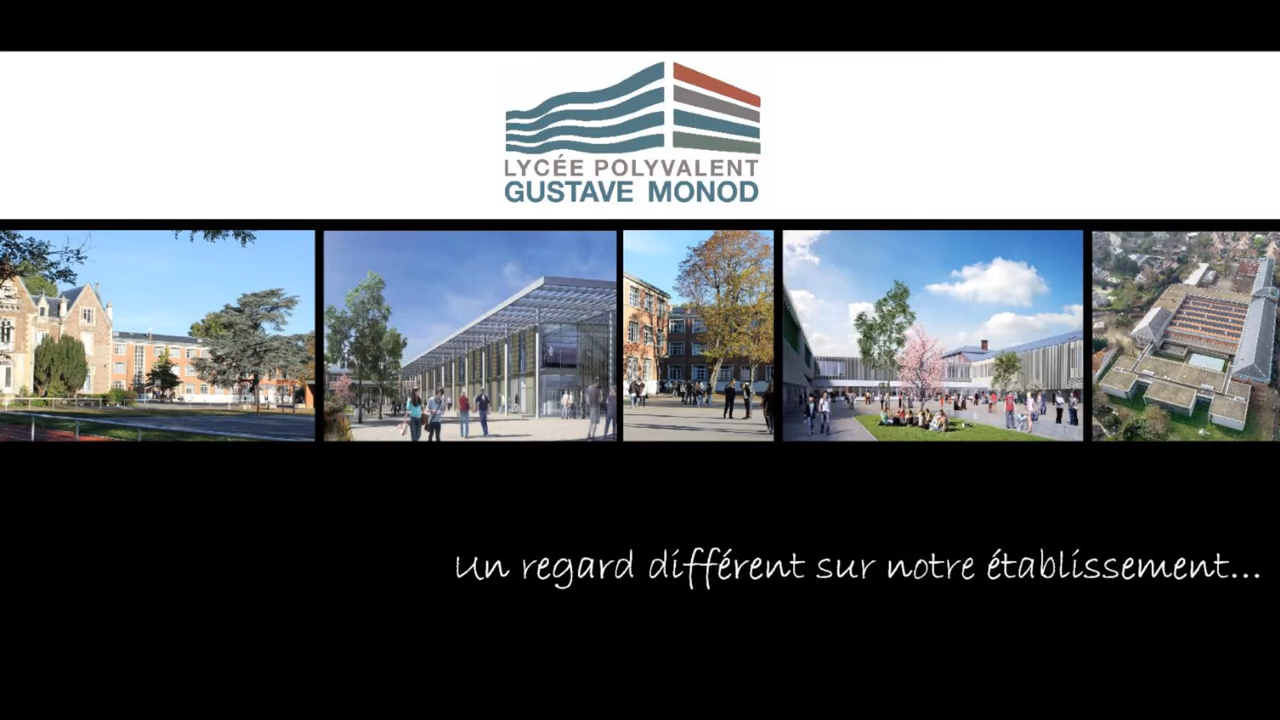 LYCÉE POLYVALENT
GUSTAVE MONOD
Un regard différent sur notre établissement...